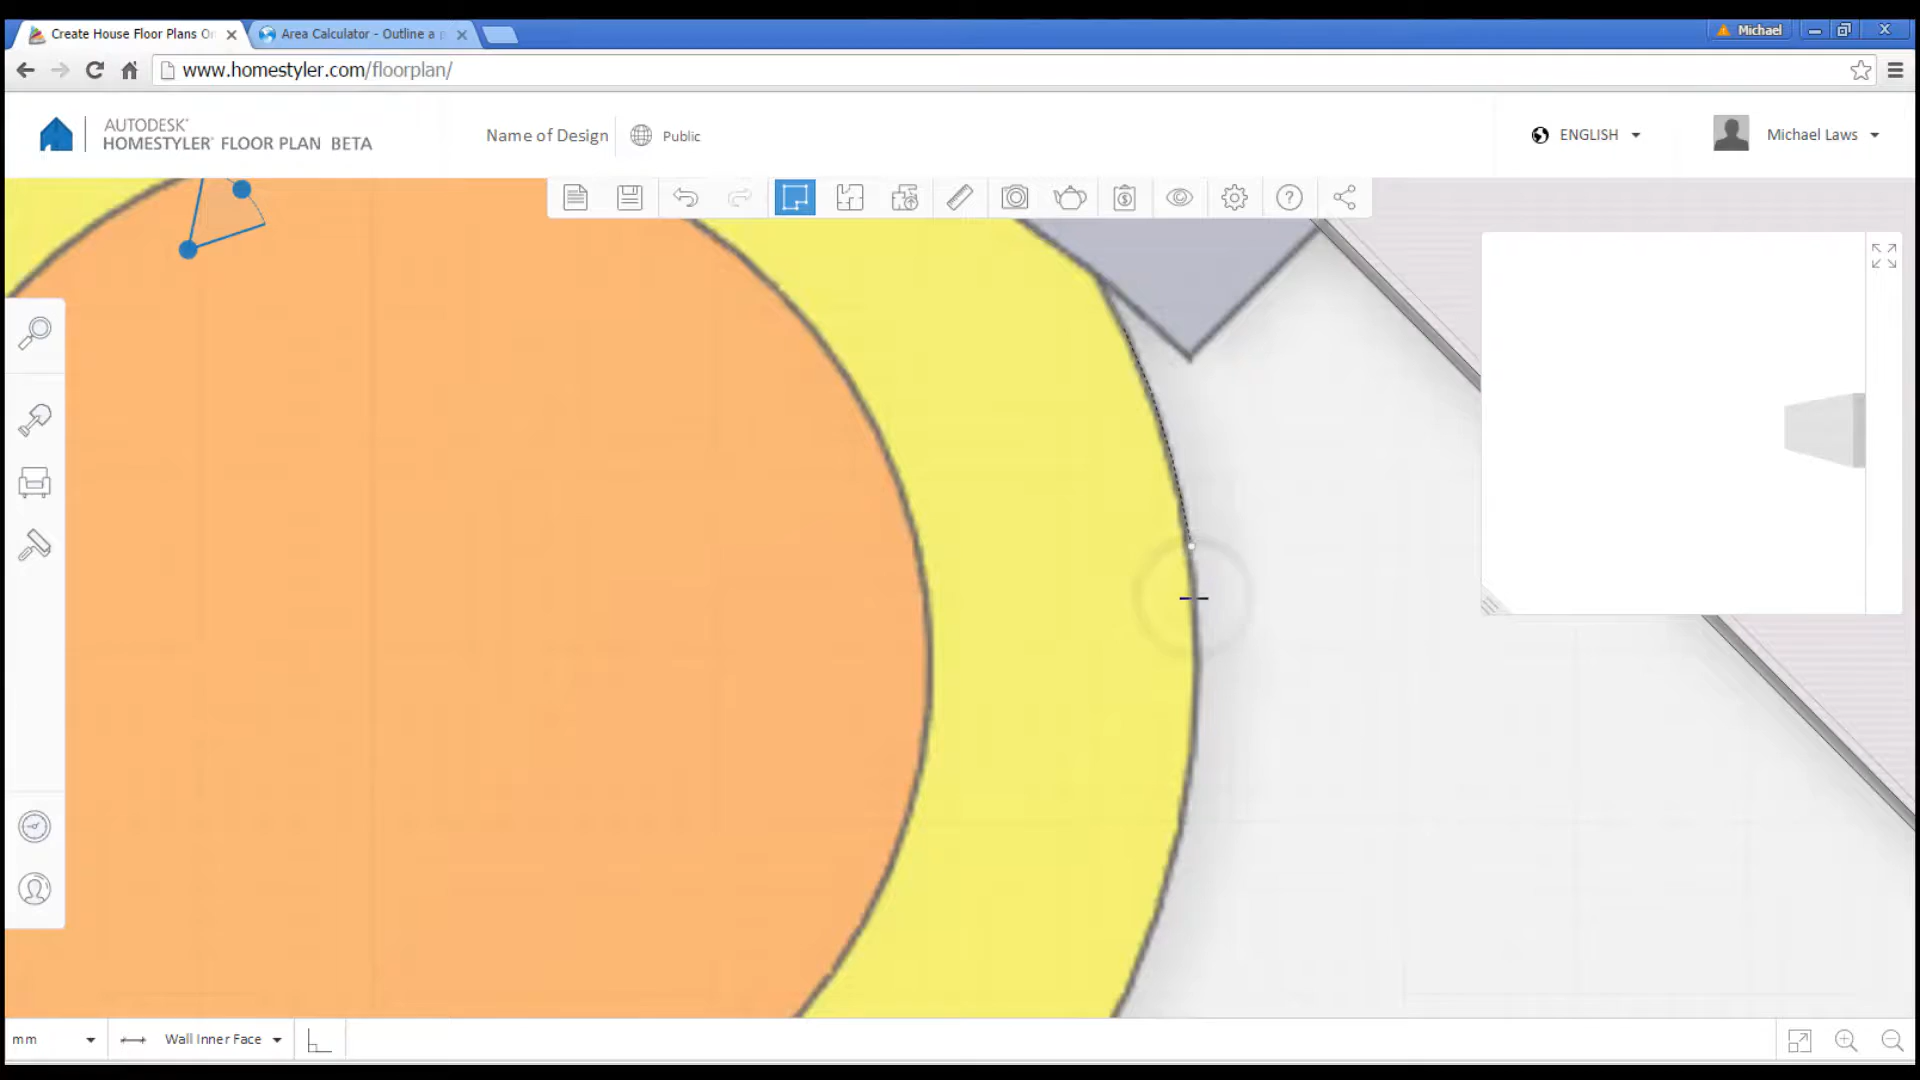 Create House Floor Plans On
Area Calculator - Outline a
Michael
www.homestyler.com/floorplan/
AUTODESK®
HOMESTYLER® FLOOR PLAN BETA
Name of Design
Public
ENGLISH
Michael Laws
mm
Wall Inner Face